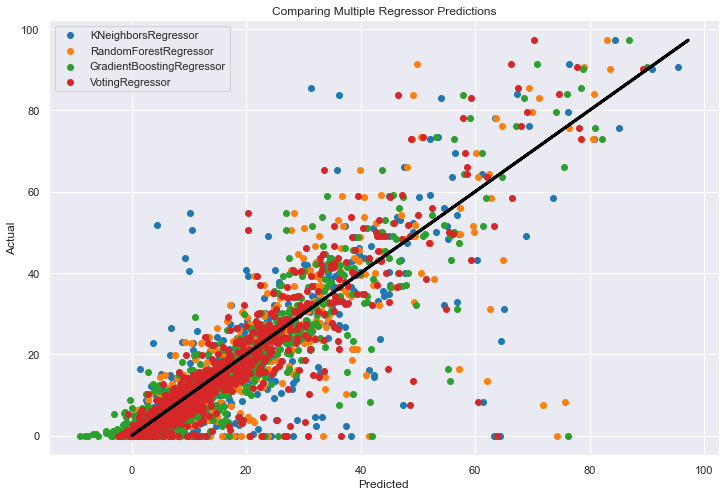 Comparing Multiple Regressor Predictions
KNeighborsRegressor
RandomForestRegressor
GradientBoostingRegressor
VotingRegressor
100
80
60
40
20
0
Actual
0 20 40 60 80 100
Predicted